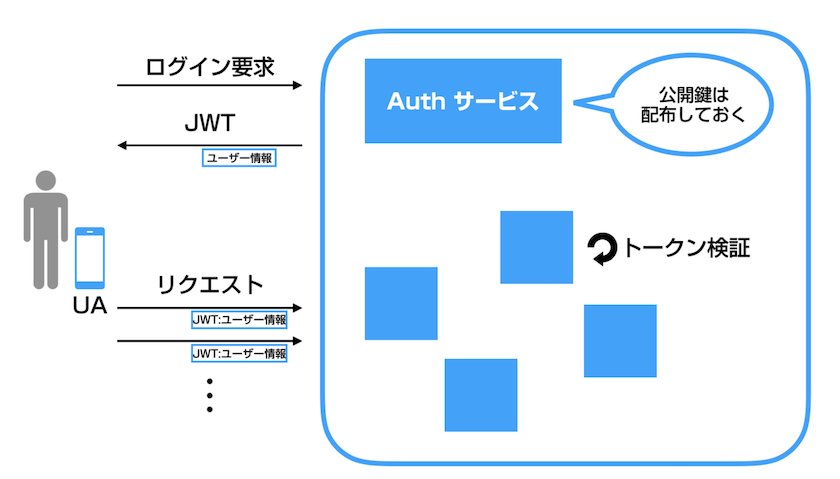 ログイン要求
JWT
ユーザー情報
Auth サービス
公開鍵は
配布しておく
UA
リクエスト
JWT:ユーザー情報
JWT:ユーザー情報
トークン検証